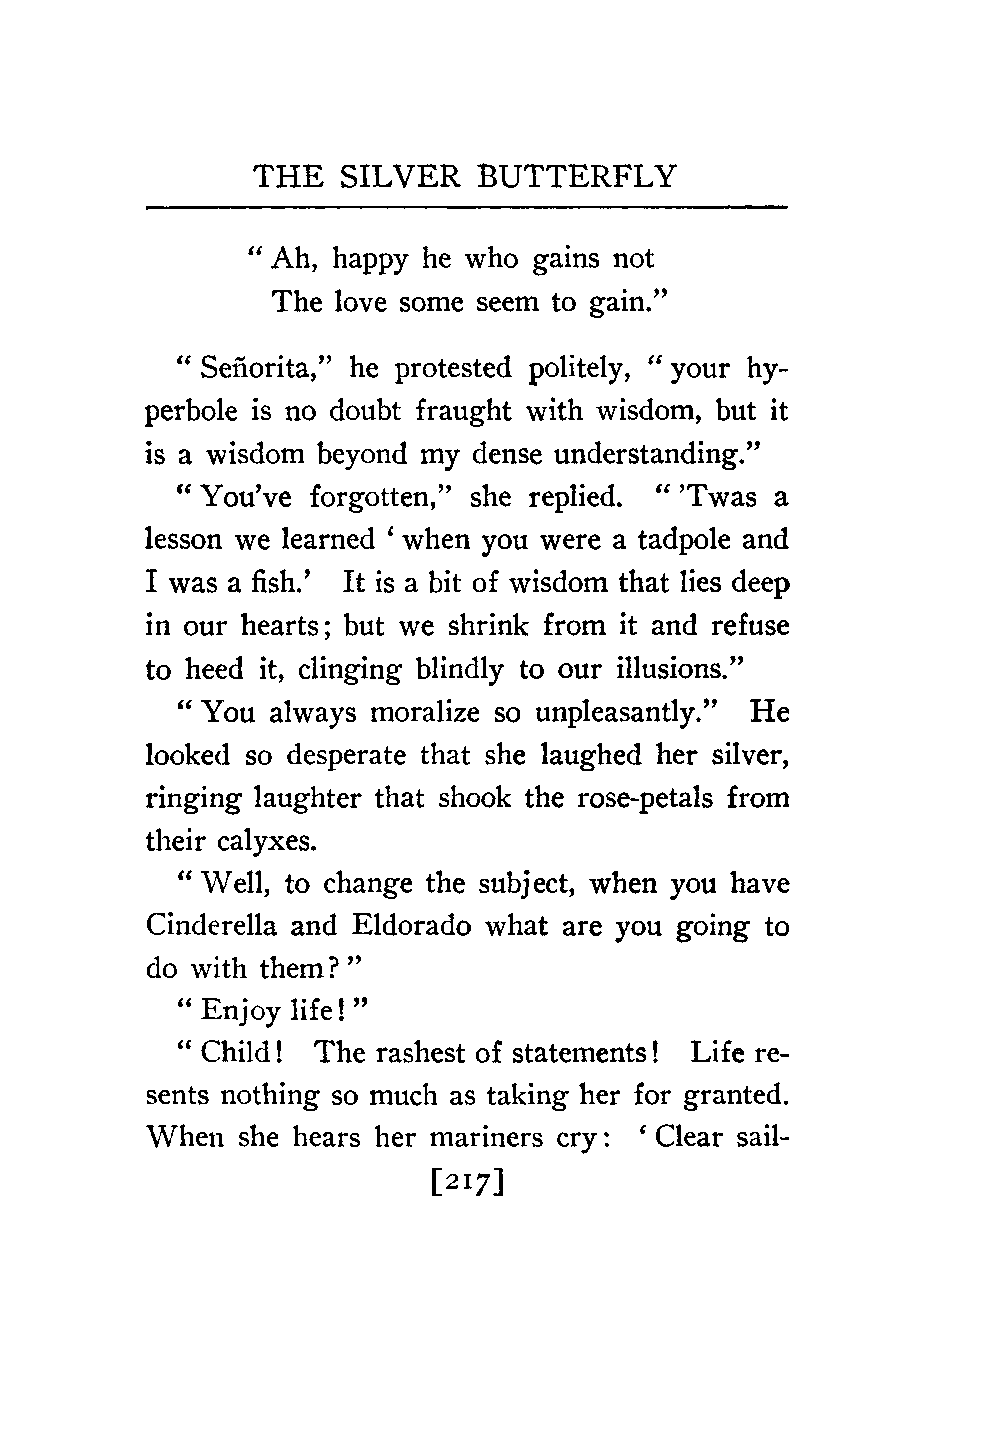 THE SILVER BUTTERFLY
“ Ah, happy he who gains not
The love some seem to gain.”
“ Señorita,” he protested politely, “ your hy-
perbole is no doubt fraught with wisdom, but it
is a wisdom beyond my dense understanding.”
“ You’ve forgotten,” she replied. “ ’Twas a
lesson we learned ‘ when you were a tadpole and
I was a fish.’ It is a bit of wisdom that lies deep
in our hearts; but we shrink from it and refuse
to heed it, clinging blindly to our illusions.”
“ You always moralize so unpleasantly.” He
looked so desperate that she laughed her silver,
ringing laughter that shook the rose-petals from
their calyxes.
“ Well, to change the subject, when you have
Cinderella and Eldorado what are you going to
do with them? ”
“ Enjoy life! ”
“ Child! The rashest of statements! Life re-
sents nothing so much as taking her for granted.
When she hears her mariners cry: ‘ Clear sail-
[217]